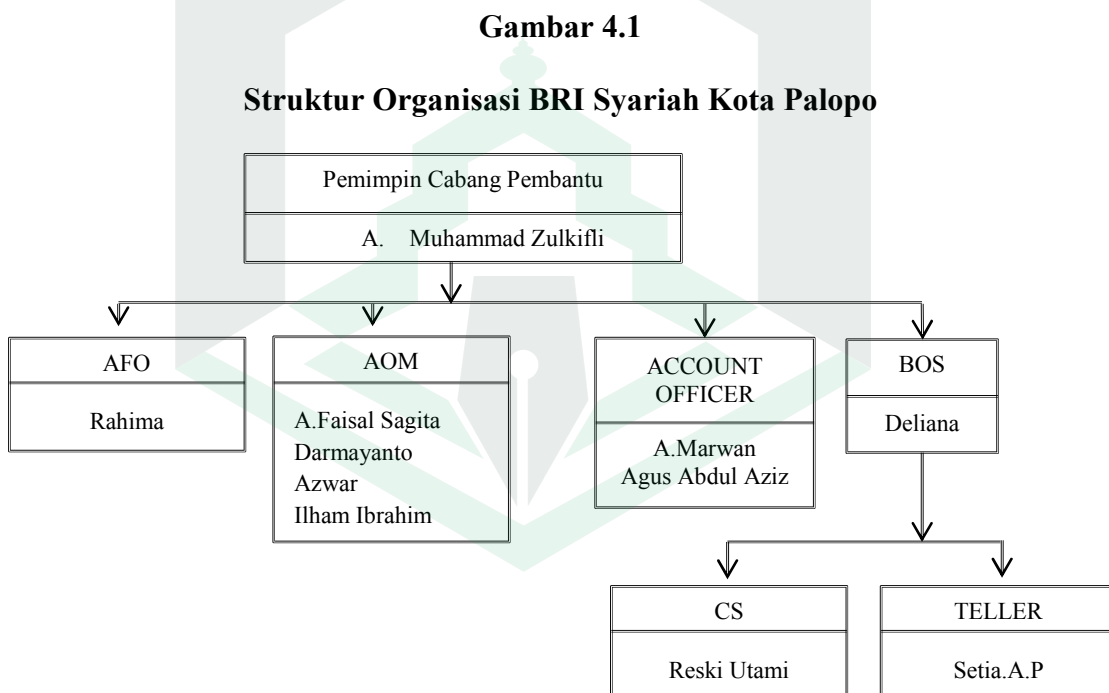 Gambar 4.1
Struktur Organisasi BRI Syariah Kota Palopo
Pemimpin Cabang Pembantu
A. Muhammad Zulkifli
AFO
Rahima
AOM
A.Faisal Sagita
Darmayanto
Azwar
Ilham Ibrahim
ACCOUNT
OFFICER
A.Marwan
Agus Abdul Aziz
BOS
Deliana
CS
Reski Utami
TELLER
Setia.A.P